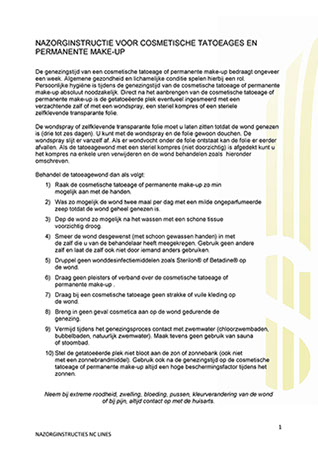 NAZORGINSTRUCTIE VOOR COSMETISCHE TATOEAGES EN
PERMANENTE MAKE-UP
De genezingstijd van een cosmetische tatoeage of permanente make-up bedraagt ongeveer
een week. Algemene gezondheid en lichamelijke conditie spelen hierbij een rol.
Persoonlijke hygiëne is tijdens de genezingstijd van de cosmetische tatoeage of permanente
make-up absoluut noodzakelijk. Direct na het aanbrengen van de cosmetische tatoeage of
permanente make-up is de getatoeëerde plek eventueel ingesmeerd met een
verzachtende zalf of met een wondspray, een steriel kompres of een steriele
zelfklevende transparante folie.
De wondspray of zelfklevende transparante folie moet u laten zitten totdat de wond genezen
is (drie tot zes dagen). U kunt met de wondspray en de folie gewoon douchen. De
wondspray slijt er vanzelf af. Als er wondvocht onder de folie ontstaat kan de folie er eerder
afvallen. Als de tatoeagewond met een steriel kompres (niet doorzichtig) is afgedekt kunt u
het kompres na enkele uren verwijderen en de wond behandelen zoals hieronder
omschreven.
Behandel de tatoeagewond dan als volgt:
1) Raak de cosmetische tatoeage of permanente make-up zo min
mogelijk aan met de handen.
2) Was zo mogelijk de wond twee maal per dag met een milde ongeparfumeerde
zeep totdat de wond geheel genezen is.
3) Dep de wond zo mogelijk na het wassen met een schone tissue
voorzichtig droog.
4) Smeer de wond desgewenst (met schoon gewassen handen) in met
de zalf die u van de behandelaar heeft meegekregen. Gebruik geen andere
zalf en laat de zalf ook niet door iemand anders gebruiken.
5) Druppel geen wonddesinfectiemiddelen zoals Sterilon® of Betadine® op
de wond.
6) Draag geen pleisters of verband over de cosmetische tatoeage of
permanente make-up .
7) Draag bij een cosmetische tatoeage geen strakke of vuile kleding op
de wond.
8) Breng in geen geval cosmetica aan op de wond gedurende de
genezing.
9) Vermijd tijdens het genezingsproces contact met zwemwater (chloorzwembaden,
bubbelbaden, natuurlijk zwemwater). Maak tevens geen gebruik van sauna
of stoombad.
10) Stel de getatoeëerde plek niet bloot aan de zon of zonnebank (ook niet
met een zonnebrandmiddel). Gebruik ook na de genezingstijd op de cosmetische
tatoeage of permanente make-up altijd een hoge beschermingsfactor tijdens het
zonnen.
Neem bij extreme roodheid, zwelling, bloeding, pussen, kleurverandering van de wond
of bij pijn, altijd contact op met de huisarts.
1
NAZORGINSTRUCTIES NC LINES